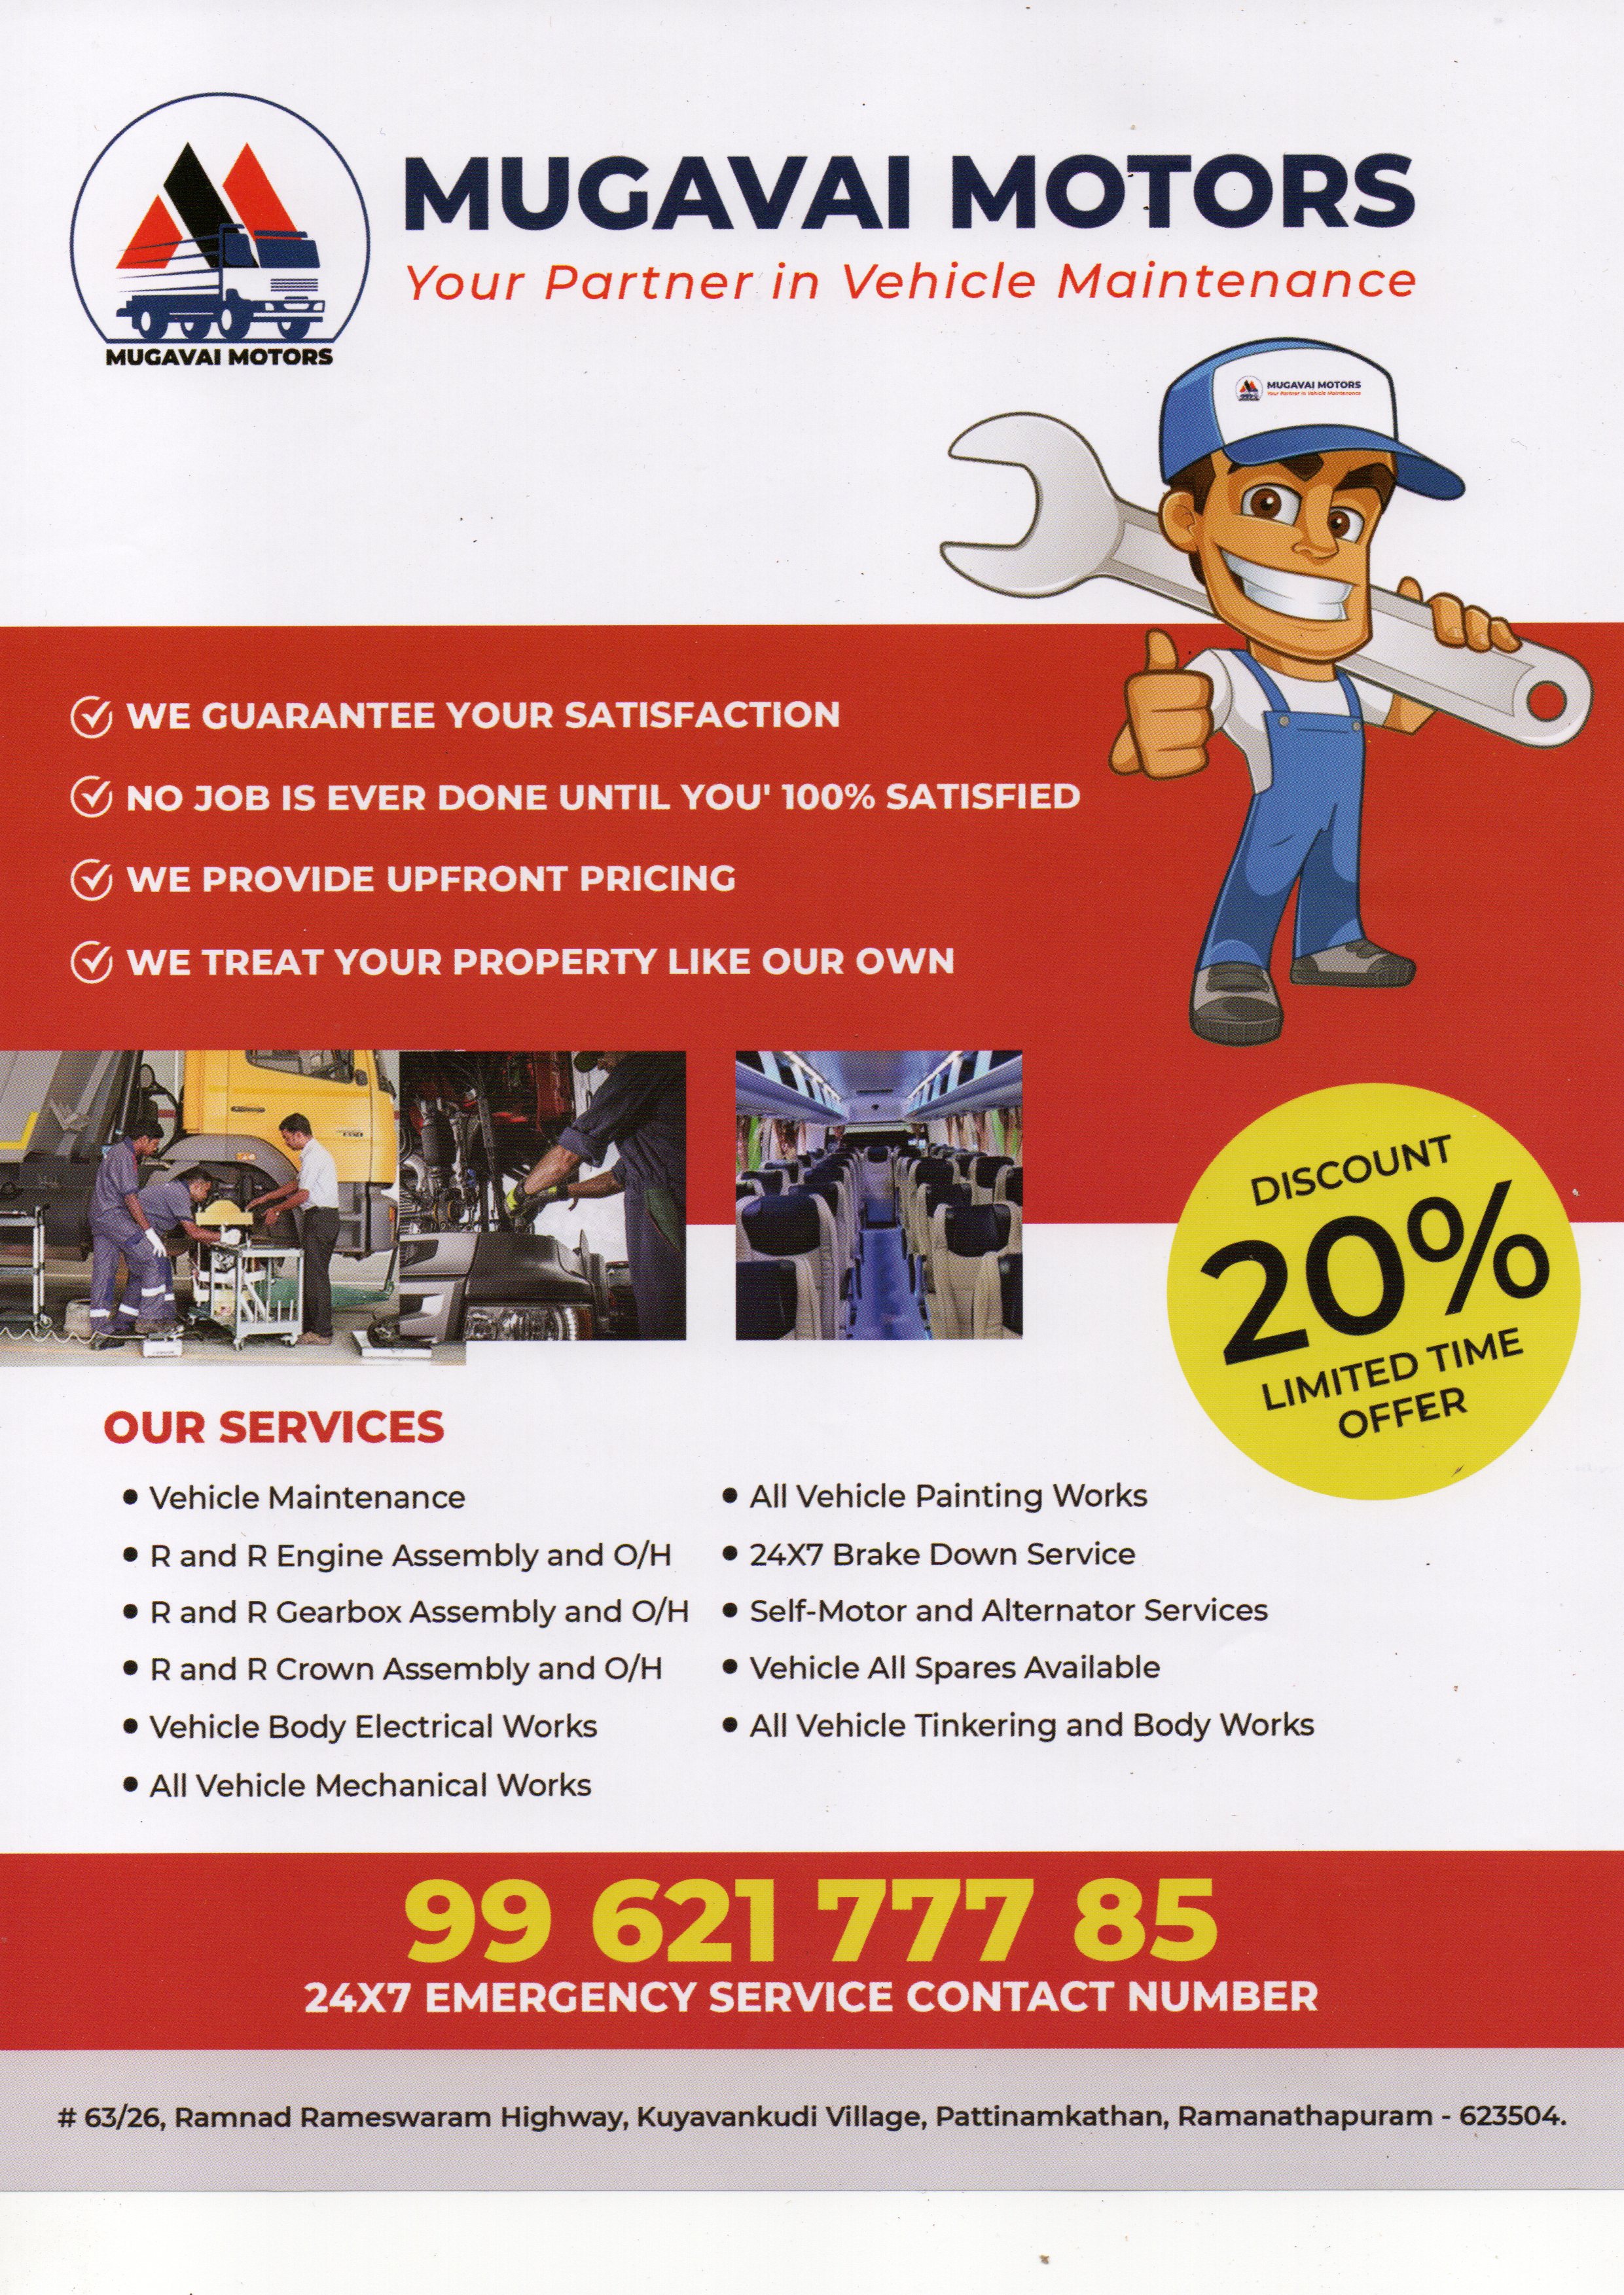 MUGAVAI MOTORS
Your Partner in Vehicle Maintenance
MUGAVAI MOTORS
MUGAVAI MOTORS
Your Partner in Vehicle Maintenance
WE GUARANTEE YOUR SATISFACTION
NO JOB IS EVER DONE UNTIL YOU' 100% SATISFIED
WE PROVIDE UPFRONT PRICING
WE TREAT YOUR PROPERTY LIKE OUR OWN
DISCOUNT
20%
LIMITED TIME
OFFER
OUR SERVICES
• Vehicle Maintenance
• R and R Engine Assembly and O/H
• R and R Gearbox Assembly and O/H
• R and R Crown Assembly and O/H
• Vehicle Body Electrical Works
• All Vehicle Mechanical Works
• All Vehicle Painting Works
• 24X7 Brake Down Service
• Self-Motor and Alternator Services
• Vehicle All Spares Available
• All Vehicle Tinkering and Body Works
99 621 777 85
24X7 EMERGENCY SERVICE CONTACT NUMBER
# 63/26, Ramnad Rameswaram Highway, Kuyavankudi Village, Pattinamkathan, Ramanathapuram - 623504.